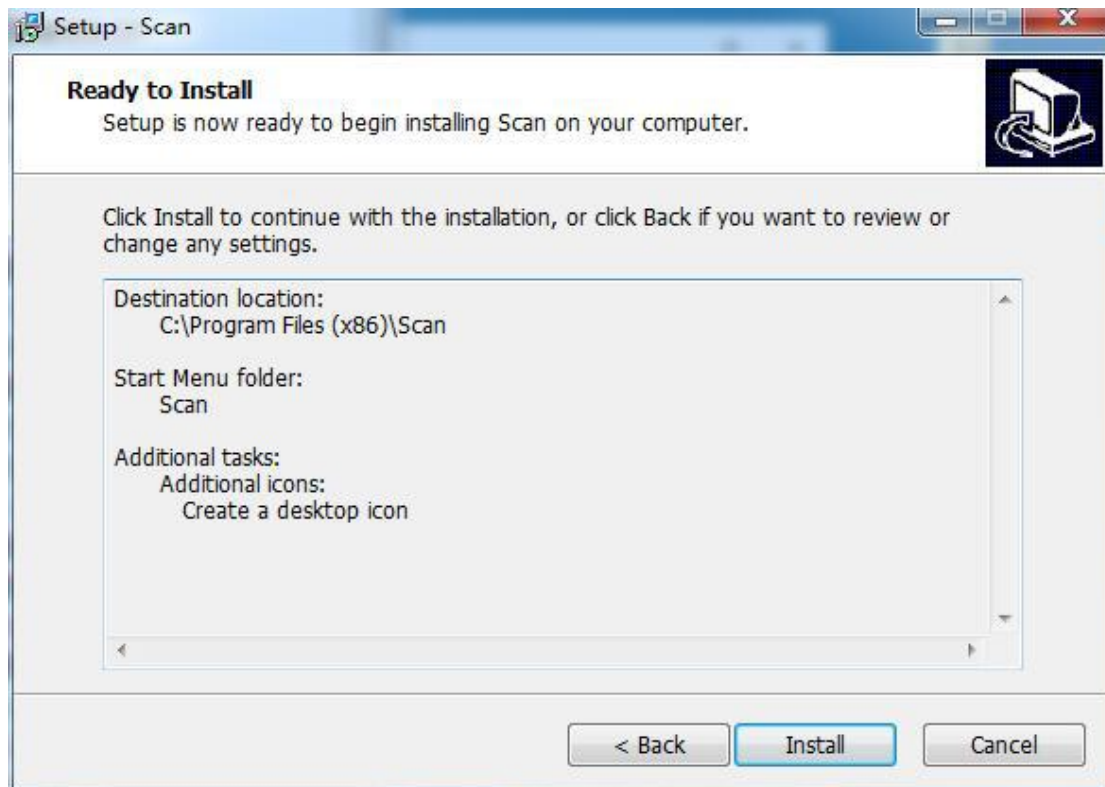 Setup - Scan
Ready to Install
Setup is now ready to begin installing Scan on your computer.
Click Install to continue with the installation, or click Back if you want to review or
change any settings.
Destination location:
C:\Program Files (x86)\Scan
Start Menu folder:
Scan
Additional tasks:
Additional icons:
Create a desktop icon
< Back
Install
Cancel